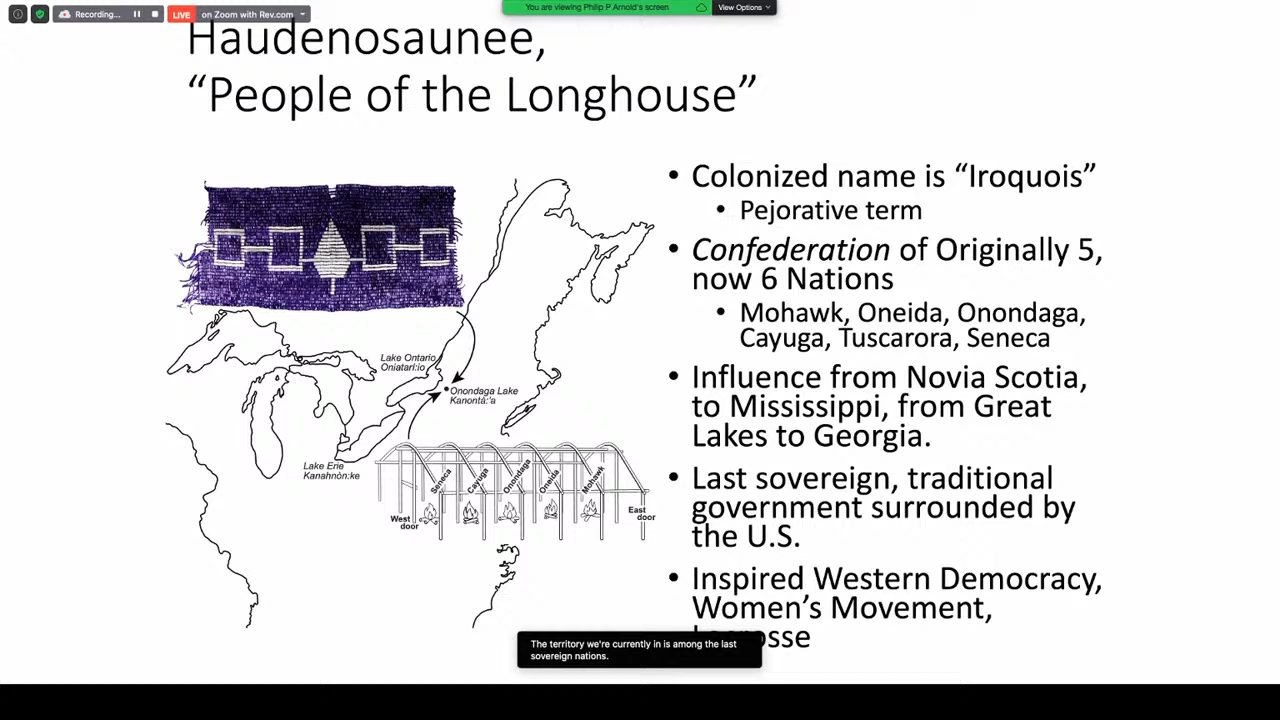 Recording...
LIVE on Zoom with Rev.com
You are viewing Philip P Arnold's screen
View Options
Haudenosaunee,
“People of the Longhouse”
Lake Ontario
Oniatarí:io
Onondaga Lake
Kanontá:'a
Lake Erie
Kanahnòn:ke
Seneca
Cayuga
Onondaga
Oneida
Mohawk
West
door
East
door
• Colonized name is “Iroquois”
• Pejorative term
• Confederation of Originally 5,
now 6 Nations
• Mohawk, Oneida, Onondaga,
Cayuga, Tuscarora, Seneca
• Influence from Novia Scotia,
to Mississippi, from Great
Lakes to Georgia.
• Last sovereign, traditional
government surrounded by
the U.S.
• Inspired Western Democracy,
Women’s Movement,
Lacrosse
The territory we're currently in is among the last
sovereign nations.